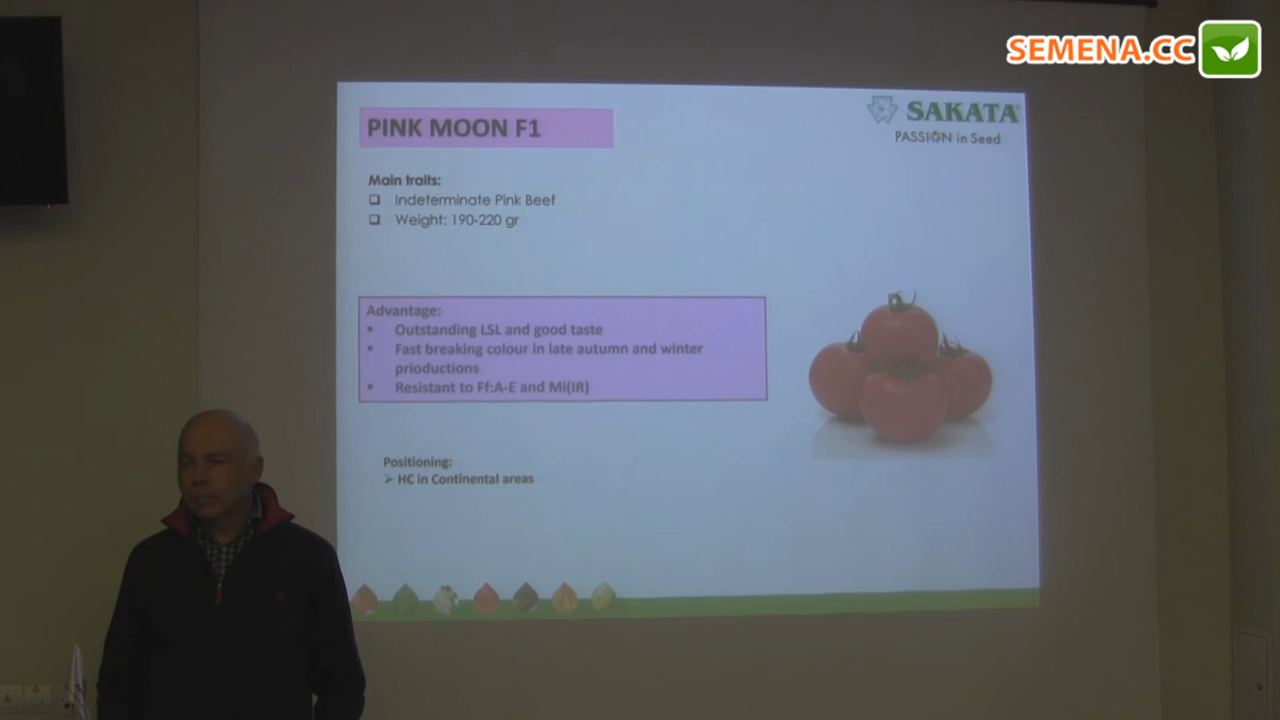 SEMENA.CC
SAKATA
PASSION in Seed
PINK MOON F1
Main traits:
Indeterminate Pink Beef
Weight: 190-220 gr
Advantage:
Outstanding LSL and good taste
Fast breaking colour in late autumn and winter
prioductions
Resistant to Ff:A-E and Mi(IR)
Positioning:
HC in Continental areas